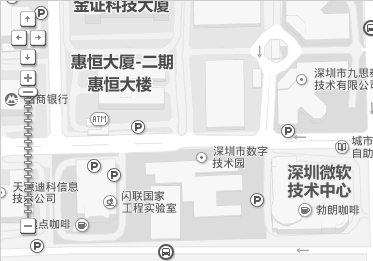 金证科技大厦
惠恒大厦-二期
惠恒大楼
深圳市九思泰
技术有限公
商银行
ATM
深圳市数字
技术园
城市
自助
天
迪科信息
技
公司
闪联国家
工程实验室
深圳微软
技术中心
点咖啡
勃朗咖啡
P
P
P
P
P
P
P